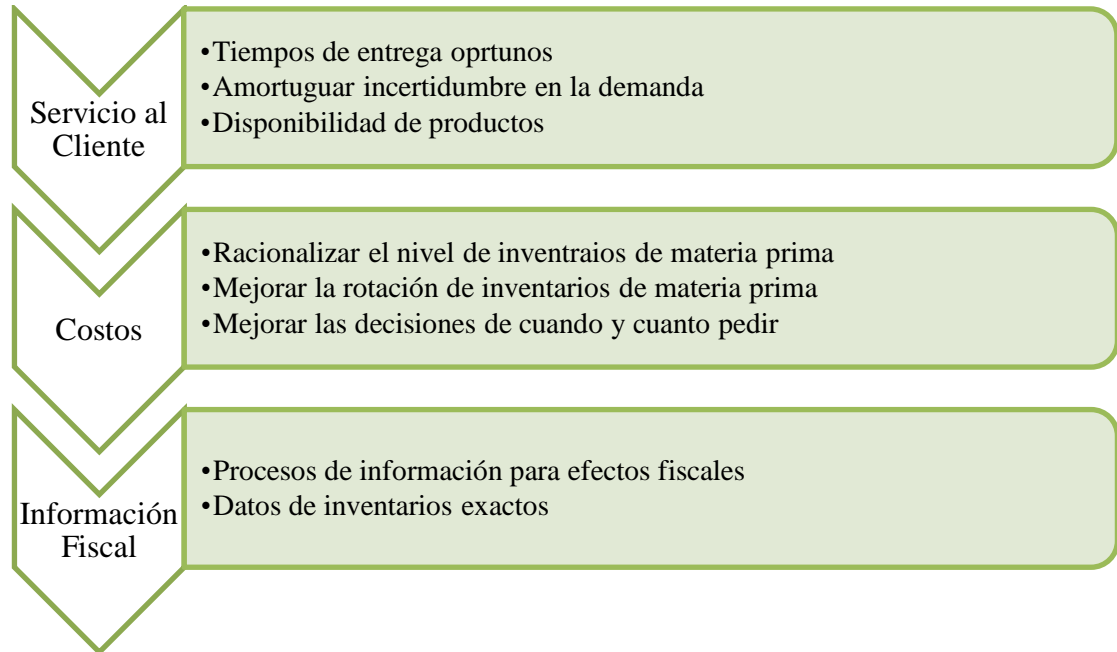 Servicio al
Cliente
•Tiempos de entrega oprtunos
•Amortuguar incertidumbre en la demanda
•Disponibilidad de productos
Costos
•Racionalizar el nivel de inventraios de materia prima
•Mejorar la rotación de inventarios de materia prima
•Mejorar las decisiones de cuando y cuanto pedir
Información
Fiscal
•Procesos de información para efectos fiscales
•Datos de inventarios exactos